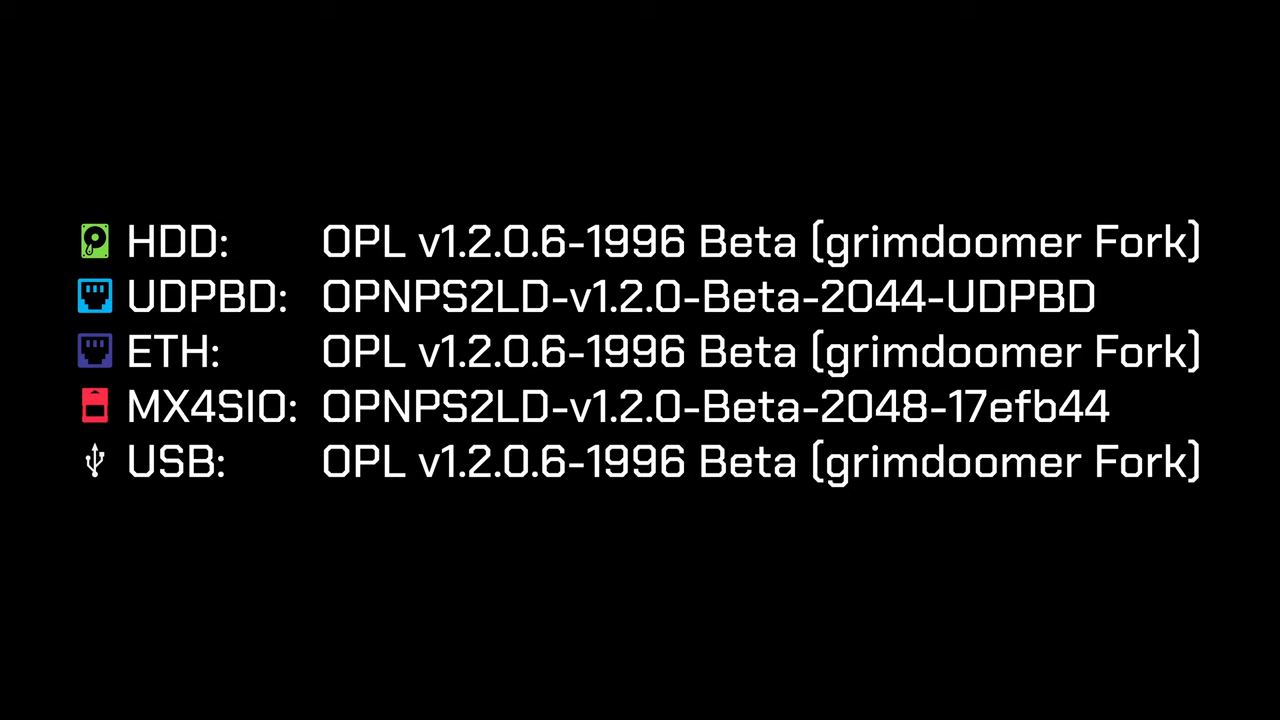 HDD: OPL v1.2.0.6-1996 Beta (grimdoomer Fork)
UDPBD: OPNPS2LD-v1.2.0-Beta-2044-UDPBD
ETH: OPL v1.2.0.6-1996 Beta (grimdoomer Fork)
MX4SIO: OPNPS2LD-v1.2.0-Beta-2048-17efb44
USB: OPL v1.2.0.6-1996 Beta (grimdoomer Fork)